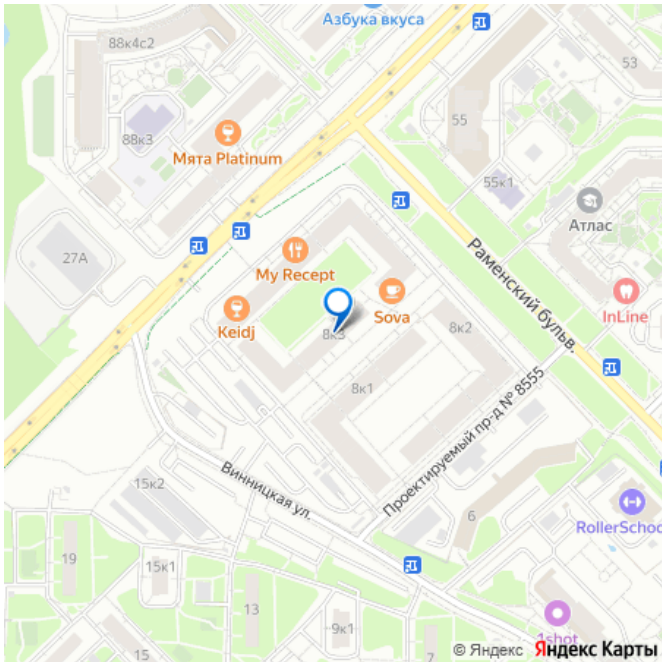 Азбука вкуса
88к4с2
53
88к3
55
Мята Platinum
55к1
Атлас
27А
My Recept
Раменский бульв.
InLine
Keidj
8к3
Sova
8к2
8к1
Проектируемый пр-д № 8555
15к2
Винницкая ул.
6
RollerSchoo
19
15к1
13
9к1
1shot
15
7
© Яндекс Яндекс Карты